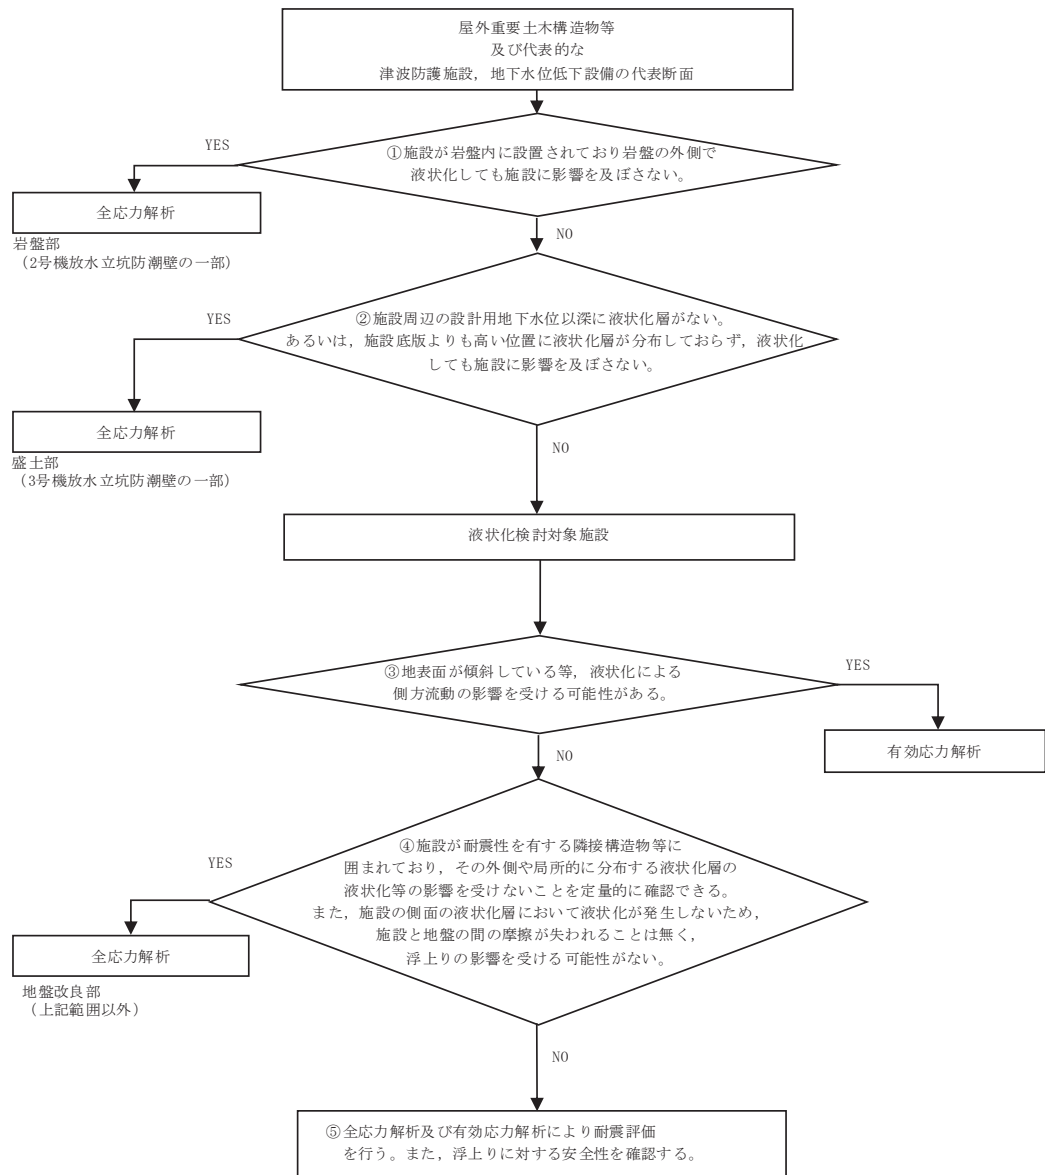 屋外重要土木構造物等
及び代表的な
津波防護施設，地下水位低下設備の代表断面
YES
①施設が岩盤内に設置されており岩盤の外側で
液状化しても施設に影響を及ぼさない。
全応力解析
岩盤部
（2号機放水立坑防潮壁の一部）
NO
YES
②施設周辺の設計用地下水位以深に液状化層がない。
あるいは，施設底版よりも高い位置に液状化層が分布しておらず，液状化
しても施設に影響を及ぼさない。
全応力解析
盛土部
（3号機放水立坑防潮壁の一部）
NO
液状化検討対象施設
③地表面が傾斜している等，液状化による
側方流動の影響を受ける可能性がある。
YES
有効応力解析
NO
YES
④施設が耐震性を有する隣接構造物等に
囲まれており，その外側や局所的に分布する液状化層の
液状化等の影響を受けないことを定量的に確認できる。
また，施設の側面の液状化層において液状化が発生しないため，
施設と地盤の間の摩擦が失われることは無く，
浮上りの影響を受ける可能性がない。
全応力解析
地盤改良部
（上記範囲以外）
NO
⑤全応力解析及び有効応力解析により耐震評価
を行う。また，浮上りに対する安全性を確認する。